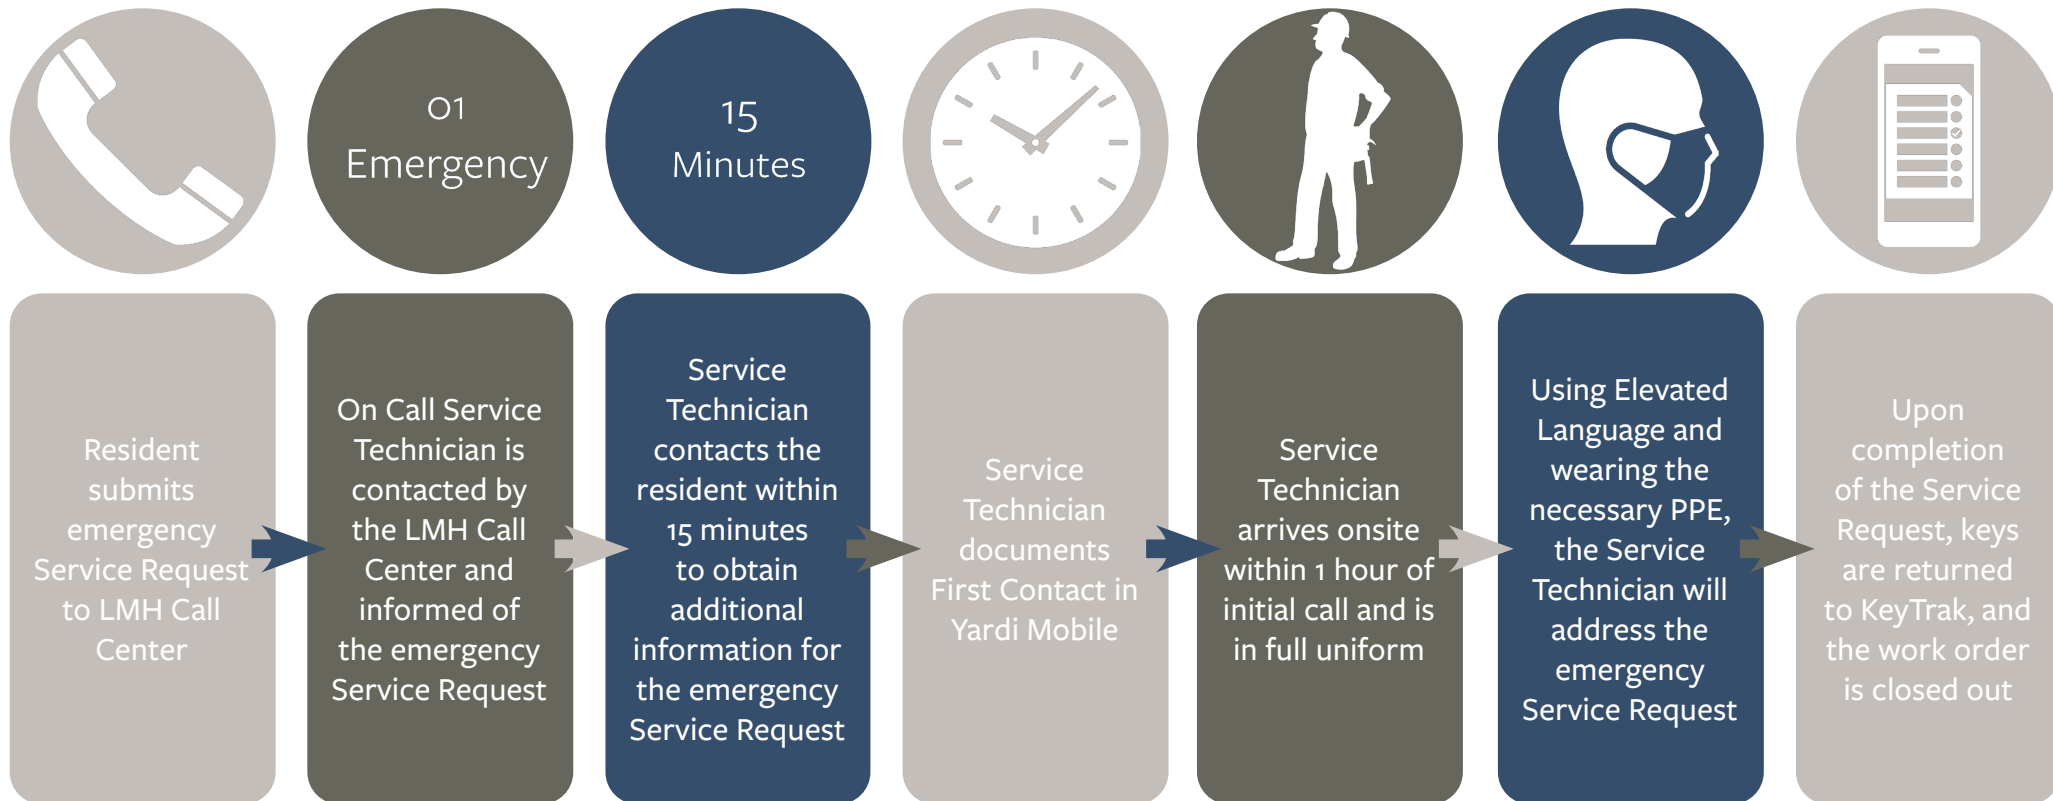 01
Emergency
15
Minutes
Resident
submits
emergency
Service Request
to LMH Call
Center
On Call Service
Technician is
contacted by
the LMH Call
Center and
informed of
the emergency
Service Request
Service
Technician
contacts the
resident within
15 minutes
to obtain
additional
information for
the emergency
Service Request
Service
Technician
documents
First Contact in
Yardi Mobile
Service
Technician
arrives onsite
within 1 hour of
initial call and is
in full uniform
Using Elevated
Language and
wearing the
necessary PPE,
the Service
Technician will
address the
emergency
Service Request
Upon
completion
of the Service
Request, keys
are returned
to KeyTrak, and
the work order
is closed out